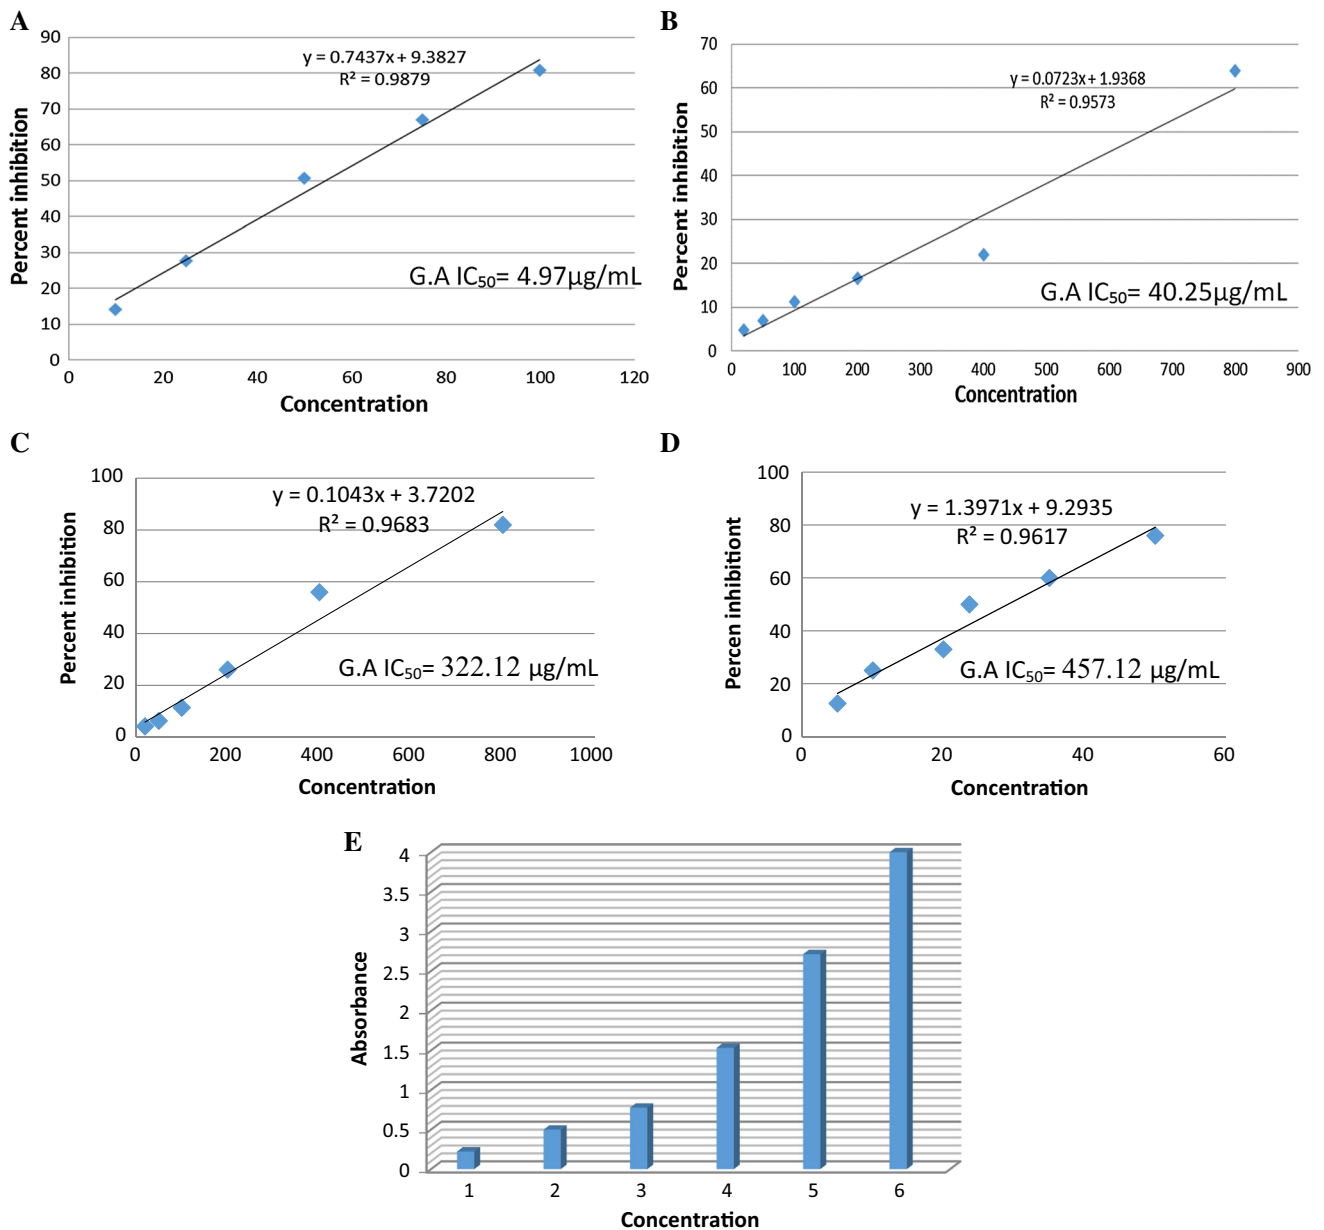 A
90
80
70
60
50
40
30
20
10
0
Percent inhibition
y = 0.7437x + 9.3827
R² = 0.9879
G.A IC₅₀= 4.97µg/mL
0 20 40 60 80 100 120
Concentration
B
70
60
50
40
30
20
10
0
Percent inhibition
y = 0.0723x + 1.9368
R² = 0.9573
G.A IC₅₀= 40.25µg/mL
0 100 200 300 400 500 600 700 800 900
Concentration
C
100
80
60
40
20
0
Percent inhibition
y = 0.1043x + 3.7202
R² = 0.9683
G.A IC₅₀= 322.12 µg/mL
0 200 400 600 800 1000
Concentration
D
100
80
60
40
20
0
Percen inhibitiont
y = 1.3971x + 9.2935
R² = 0.9617
G.A IC₅₀= 457.12 µg/mL
0 20 40 60
Concentration
E
4
3.5
3
2.5
2
1.5
1
0.5
0
Absorbance
1 2 3 4 5 6
Concentration